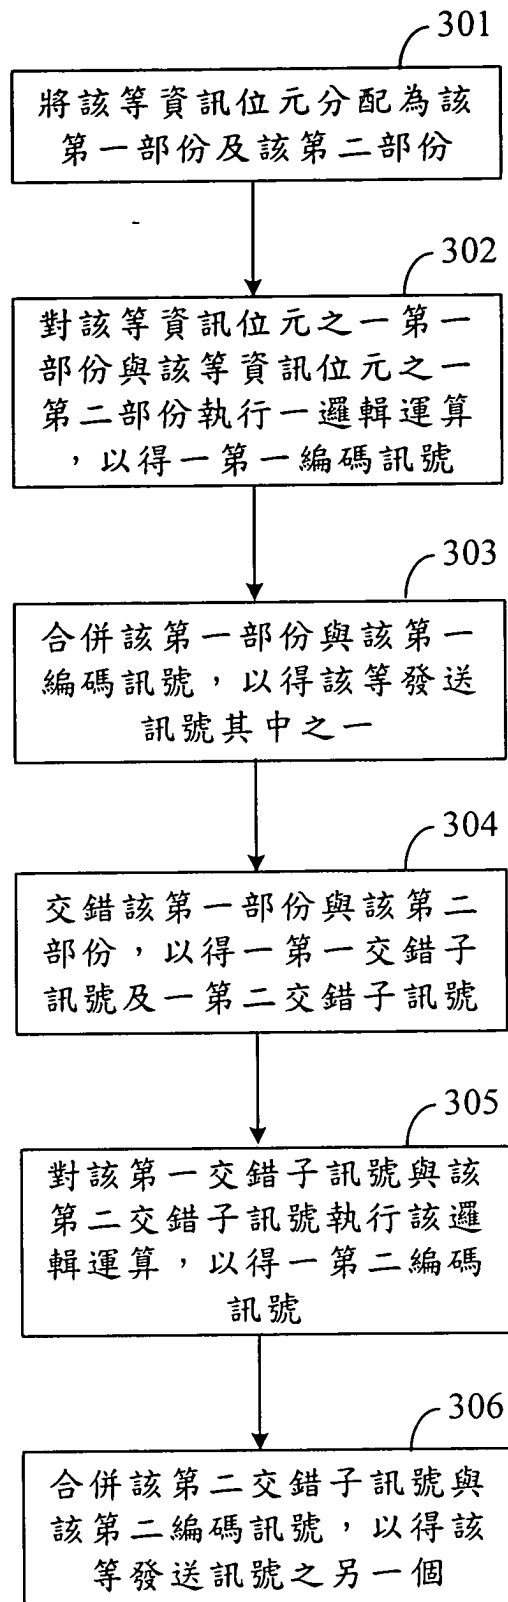 301
將該等資訊位元分配為該
第一部份及該第二部份
302
對該等資訊位元之一第一
部份與該等資訊位元之一
第二部份執行一邏輯運算
，以得一第一編碼訊號
303
合併該第一部份與該第一
編碼訊號，以得該等發送
訊號其中之一
304
交錯該第一部份與該第二
部份，以得一第一交錯子
訊號及一第二交錯子訊號
305
對該第一交錯子訊號與該
第二交錯子訊號執行該邏
輯運算，以得一第二編碼
訊號
306
合併該第二交錯子訊號與
該第二編碼訊號，以得該
等發送訊號之另一個